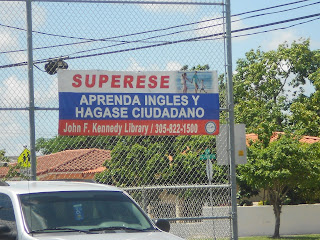 SUPERESE
APRENDA INGLES Y
HAGASE CIUDADANO
John F. Kennedy Library / 305-822-1500